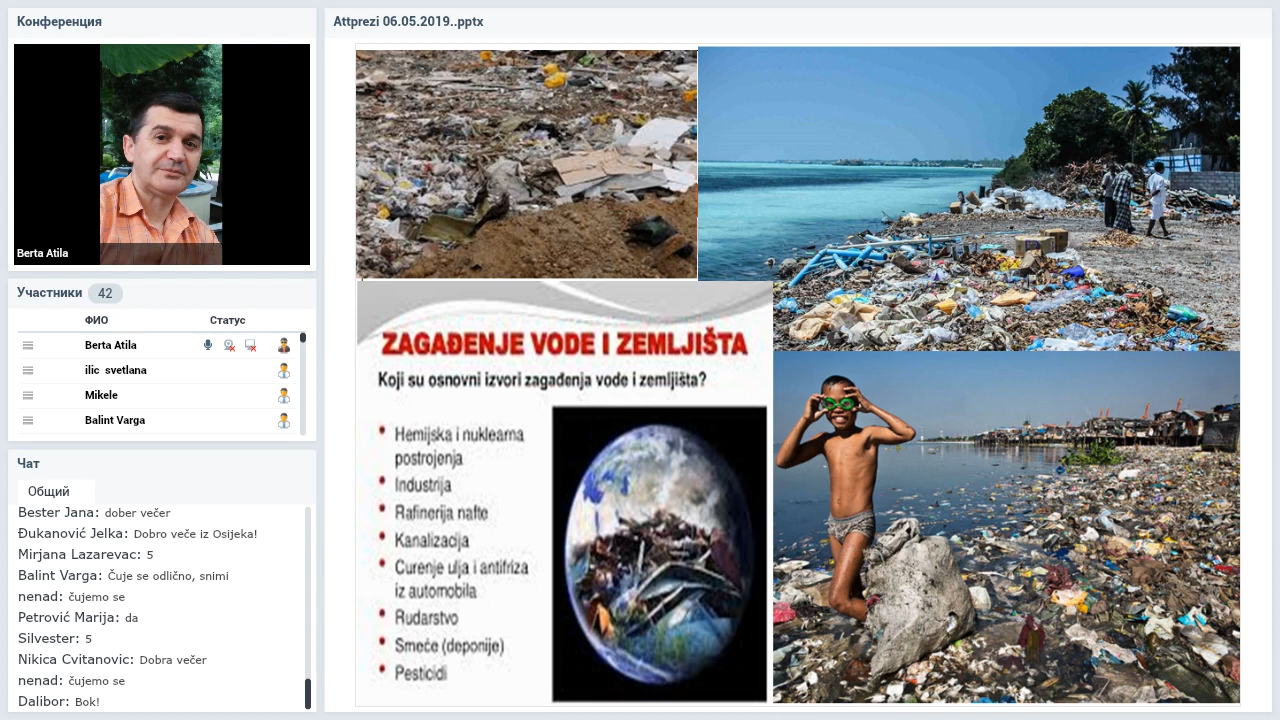 Конференция
Berta Atila
Участники 42
ФИО Статус
Berta Atila
ilic svetlana
Mikele
Balint Varga
Чат
Общий
Bester Jana: dober večer
Đukanović Jelka: Dobro veče iz Osijeka!
Mirjana Lazarevac: 5
Balint Varga: Čuje se odlično, snimi
nenad: čujemo se
Petrović Marija: da
Silvester: 5
Nikica Cvitanovic: Dobra večer
nenad: čujemo se
Dalibor: Bok!
Attprezi 06.05.2019..pptx
ZAGAĐENJE VODE I ZEMLJIŠTA
Koji su osnovni izvori zagađenja vode i zemljišta?
• Hemijska i nuklearna
postrojenja
• Industrija
• Rafinerija nafte
• Kanalizacija
• Curenje ulja i antifriza
iz automobila
• Rudarstvo
• Smeće (deponije)
• Pesticidi